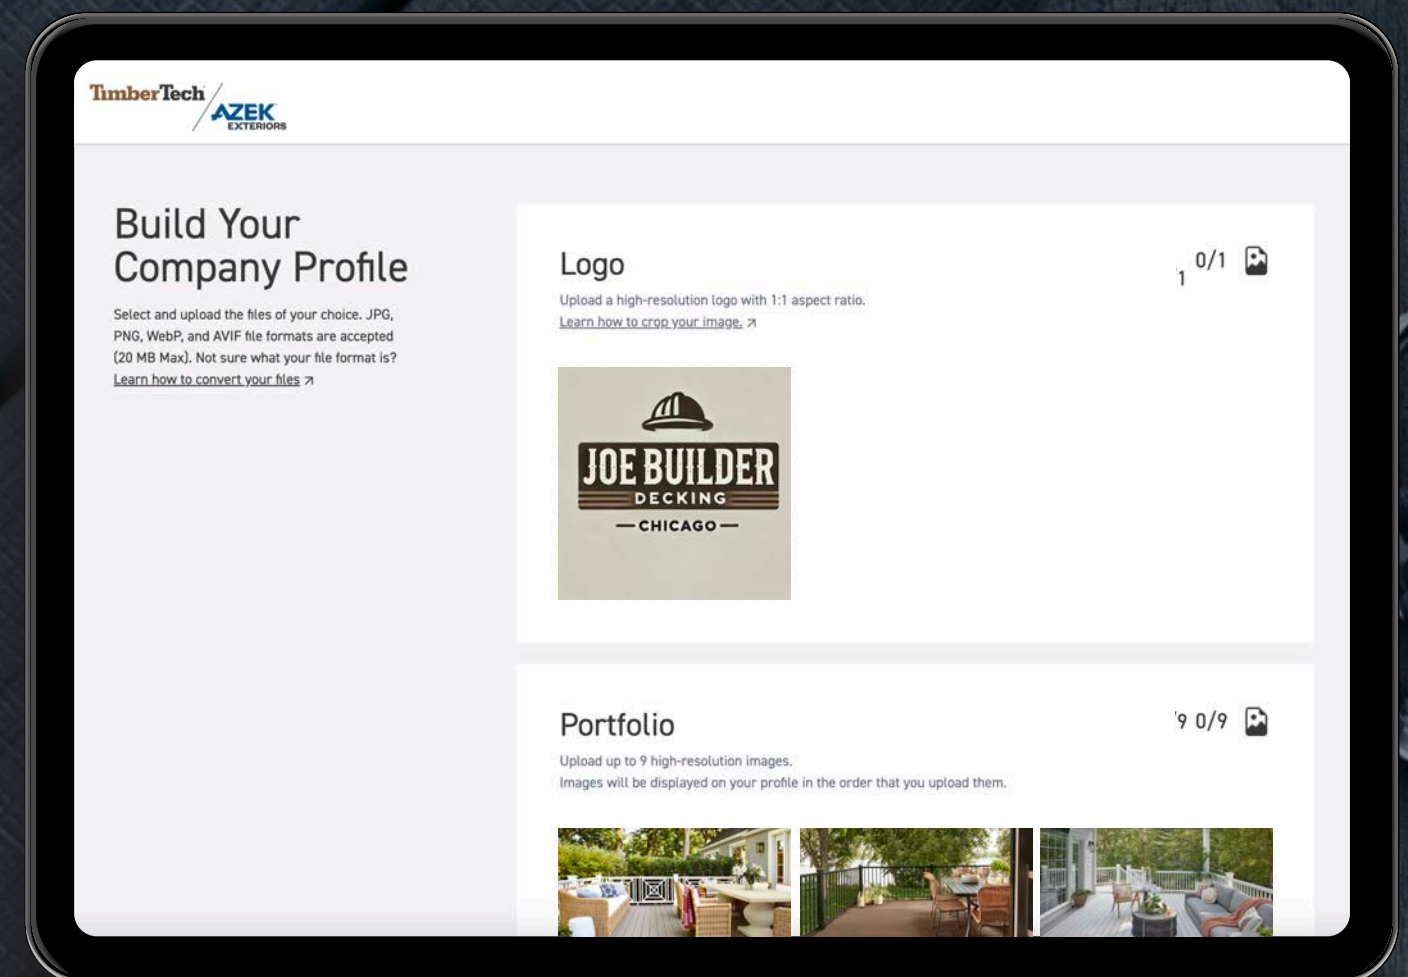 TimberTech
AZEK
EXTERIORS
Build Your
Company Profile
Select and upload the files of your choice. JPG,
PNG, WebP, and AVIF file formats are accepted
(20 MB Max). Not sure what your file format is?
Learn how to convert your files
Logo
1 0/1
Upload a high-resolution logo with 1:1 aspect ratio.
Learn how to crop your image.
JOE BUILDER
DECKING
CHICAGO
Portfolio
9 0/9
Upload up to 9 high-resolution images.
Images will be displayed on your profile in the order that you upload them.